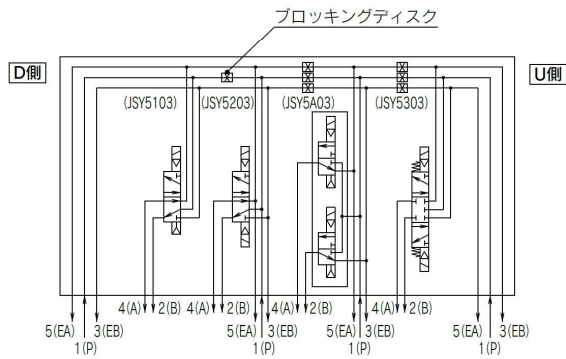 ブロッキングディスク
D側
U側
(JSY5103)
(JSY5203)
(JSY5A03)
(JSY5303)
4(A)
2(B)
4(A)
2(B)
4(A)
2(B)
4(A)
2(B)
5(EA)
3(EB)
5(EA)
3(EB)
5(EA)
3(EB)
5(EA)
3(EB)
1(P)
1(P)
1(P)
1(P)